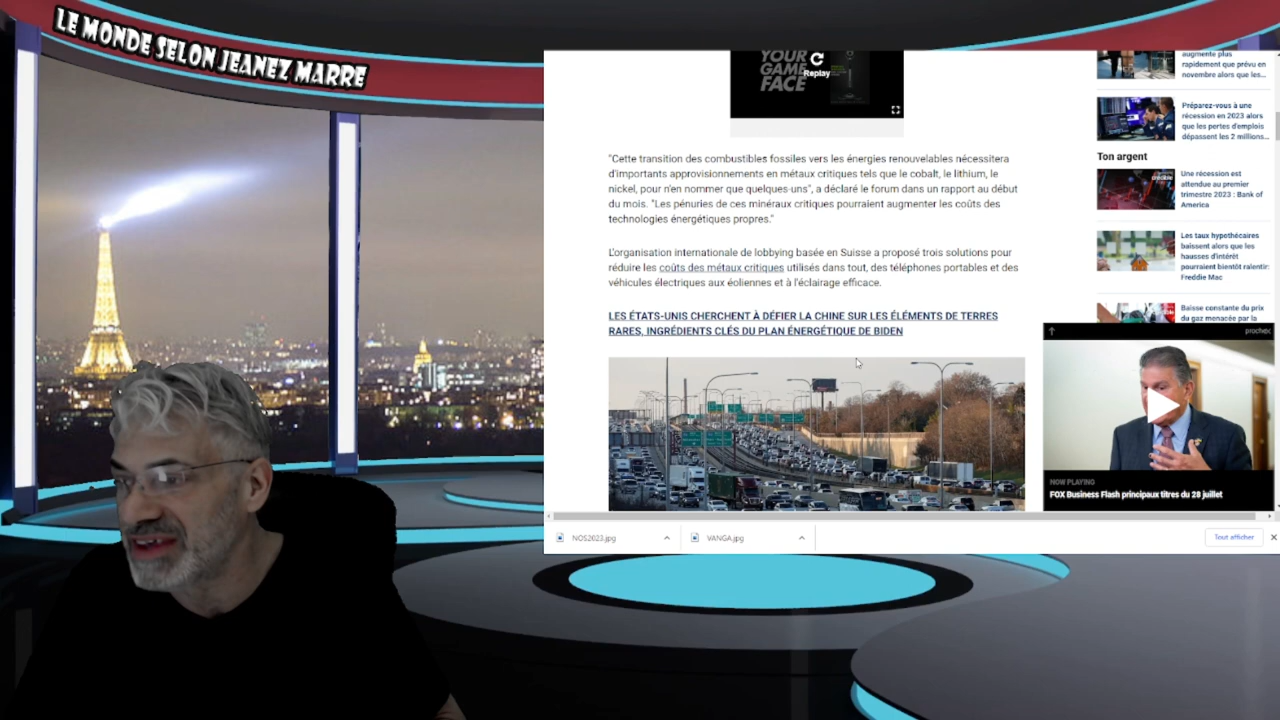 LE MONDE SELON JEANEZ MARRE
YOUR
GAME
FACE
Replay
"Cette transition des combustibles fossiles vers les énergies renouvelables nécessitera
d'importants approvisionnements en métaux critiques tels que le cobalt, le lithium, le
nickel, pour n'en nommer que quelques-uns", a déclaré le forum dans un rapport au début
du mois. "Les pénuries de ces minéraux critiques pourraient augmenter les coûts des
technologies énergétiques propres."
L'organisation internationale de lobbying basée en Suisse a proposé trois solutions pour
réduire les coûts des métaux critiques utilisés dans tout, des téléphones portables et des
véhicules électriques aux éoliennes et à l'éclairage efficace.
LES ÉTATS-UNIS CHERCHENT À DÉFIER LA CHINE SUR LES ÉLÉMENTS DE TERRES
RARES, INGRÉDIENTS CLÉS DU PLAN ÉNERGÉTIQUE DE BIDEN
augmente plus
rapidement que prévu en
novembre alors que les...
Préparez-vous à une
récession en 2023 alors
que les pertes d'emplois
dépassent les 2 millions...
Ton argent
Une récession est
attendue au premier
trimestre 2023 : Bank of
America
Les taux hypothécaires
baissent alors que les
hausses d'intérêt
pourraient bientôt ralentir:
Freddie Mac
Baisse constante du prix
du gaz menacée par la
NOW PLAYING
FOX Business Flash principaux titres du 28 juillet
NOS2023.jpg
VANGA.jpg
Tout afficher